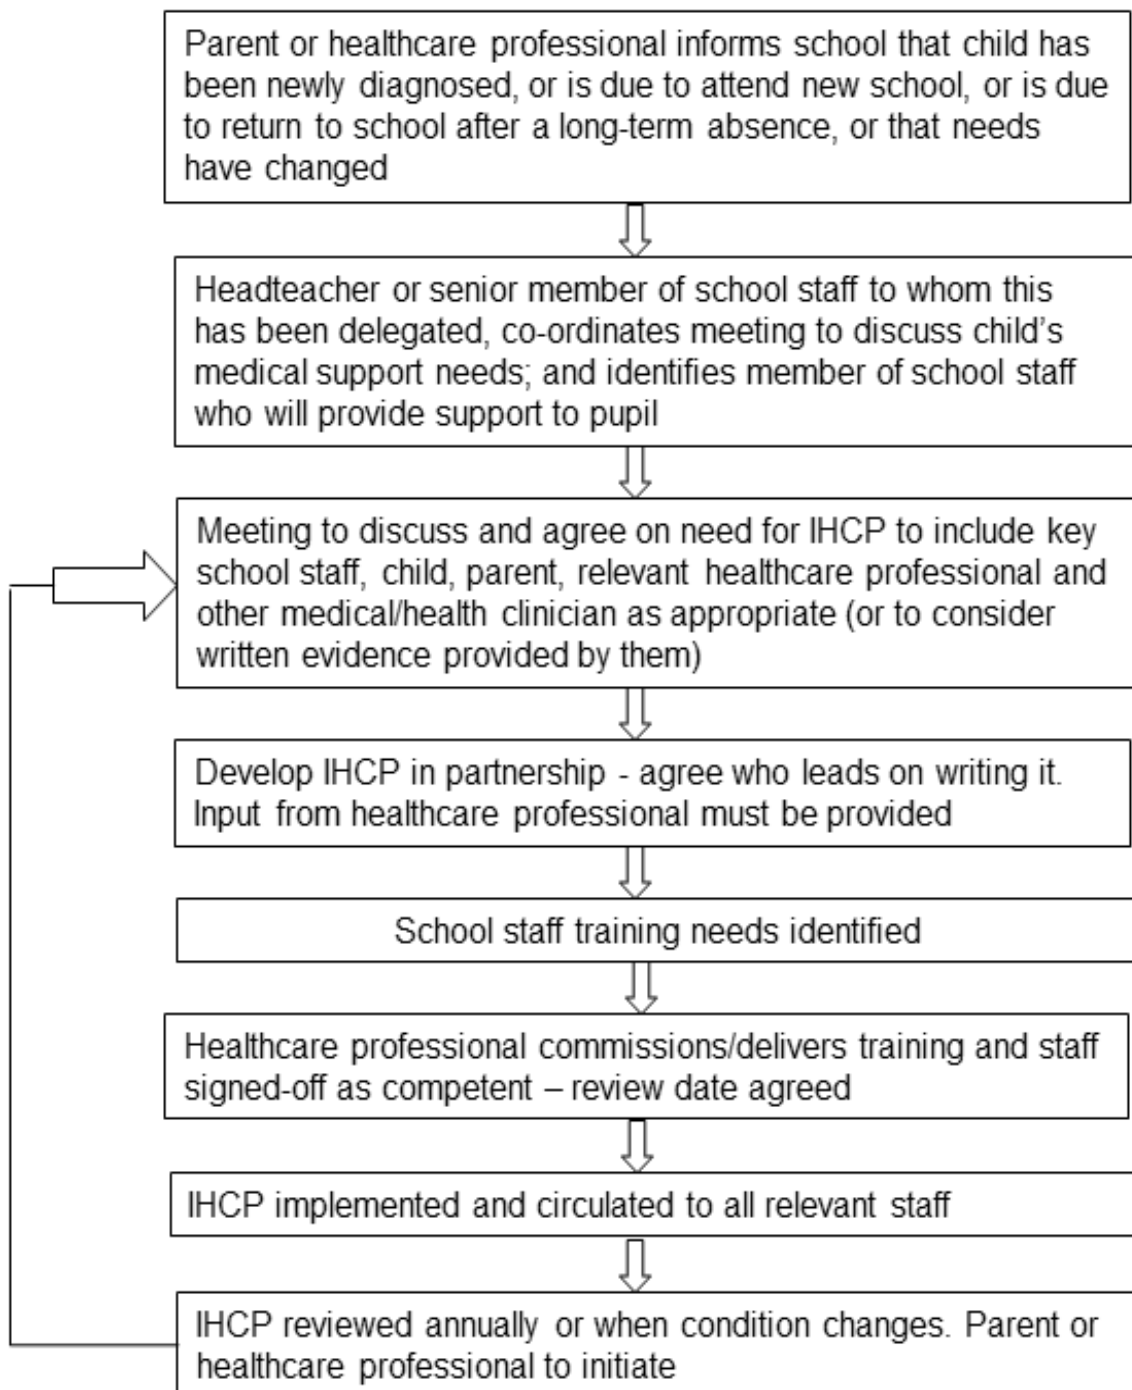 Parent or healthcare professional informs school that child has
been newly diagnosed, or is due to attend new school, or is due
to return to school after a long-term absence, or that needs
have changed
Headteacher or senior member of school staff to whom this
has been delegated, co-ordinates meeting to discuss child's
medical support needs; and identifies member of school staff
who will provide support to pupil
Meeting to discuss and agree on need for IHCP to include key
school staff, child, parent, relevant healthcare professional and
other medical/health clinician as appropriate (or to consider
written evidence provided by them)
Develop IHCP in partnership - agree who leads on writing it.
Input from healthcare professional must be provided
School staff training needs identified
Healthcare professional commissions/delivers training and staff
signed-off as competent – review date agreed
IHCP implemented and circulated to all relevant staff
IHCP reviewed annually or when condition changes. Parent or
healthcare professional to initiate